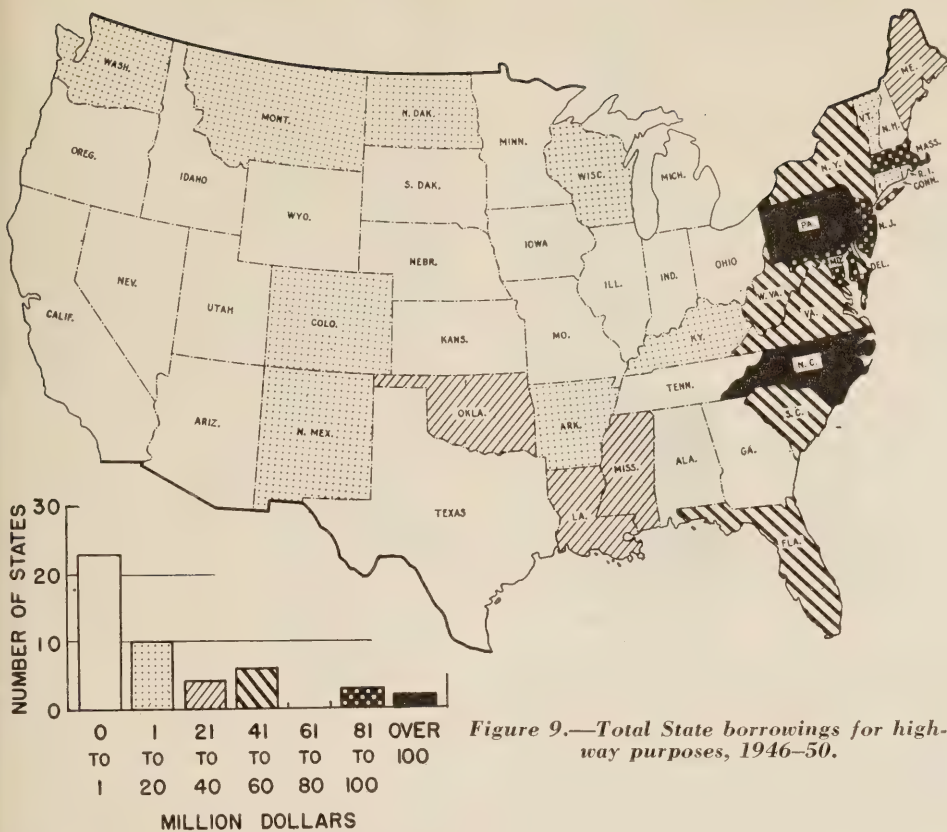 WASH.
MONT.
N. DAK.
MINN.
ME.
VT.
N.H.
OREG.
IDAHO
S. DAK.
WISC.
MICH.
N.Y.
MASS.
R.I.
CONN.
WYO.
IOWA
PA.
N.J.
NEBR.
ILL.
IND.
OHIO
MD.
DEL.
NEV.
UTAH
COLO.
W. VA.
VA.
CALIF.
KANS.
MO.
KY.
ARIZ.
N. MEX.
OKLA.
ARK.
TENN.
N.C.
S.C.
TEXAS
LA.
MISS.
ALA.
GA.
FLA.
NUMBER OF STATES
30
20
10
0
0 1 21 41 61 81 OVER
TO TO TO TO TO TO 100
1 20 40 60 80 100
MILLION DOLLARS
Figure 9.—Total State borrowings for high-
way purposes, 1946–50.